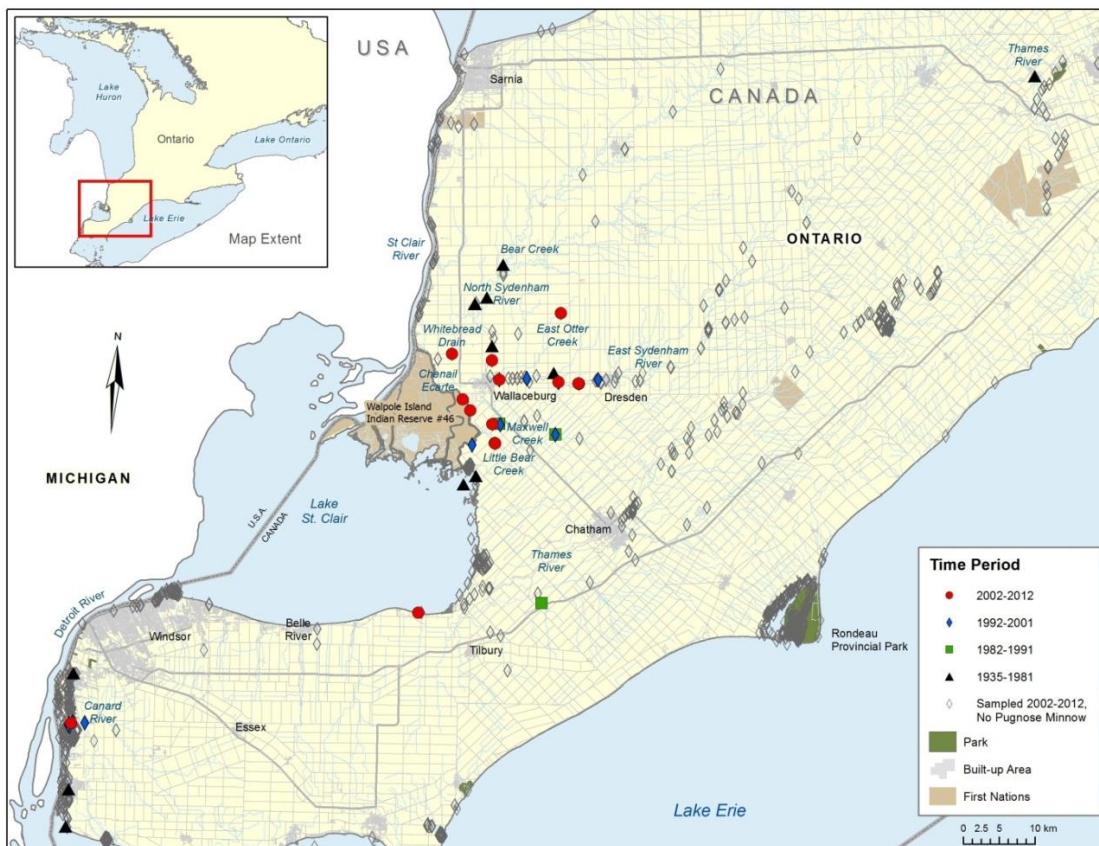 Lake
Huron
Ontario
Lake Ontario
Lake Erie
Map Extent
USA
CANADA
Sarnia
Thames
River
ONTARIO
St Clair
River
Bear Creek
North Sydenham
River
Whitebread
Drain
East Otter
Creek
East Sydenham
River
Chenail
Ecarte
Wallaceburg
Dresden
Walpole Island
Indian Reserve #46
Maxwell
Creek
Little Bear
Creek
N
MICHIGAN
Lake
St. Clair
U.S.A.
CANADA
Chatham
Thames
River
Detroit River
Windsor
Belle
River
Tilbury
Rondeau
Provincial Park
Canard
River
Essex
Lake Erie
Time Period
2002-2012
1992-2001
1982-1991
1935-1981
Sampled 2002-2012,
No Pugnose Minnow
Park
Built-up Area
First Nations
0 2.5 5 10 km